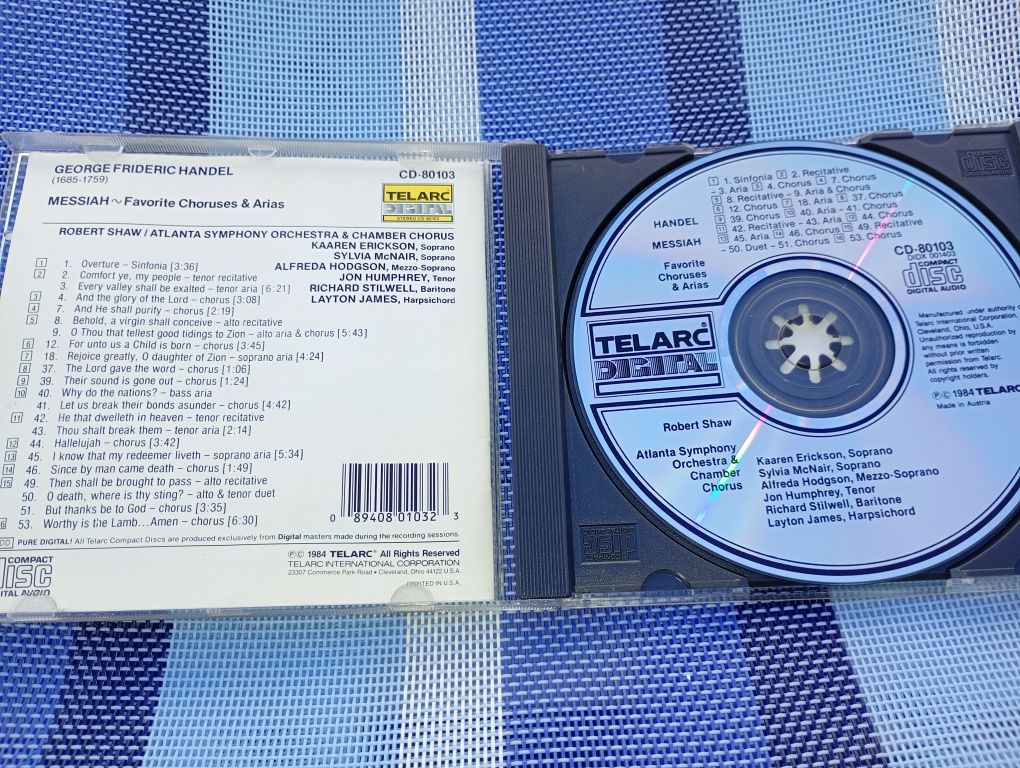 GEORGE FRIDERIC HANDEL
(1685-1759)
CD-80103
MESSIAH ~ Favorite Choruses & Arias
TELARC
DIGITAL
ROBERT SHAW / ATLANTA SYMPHONY ORCHESTRA & CHAMBER CHORUS
KAAREN ERICKSON, Soprano
SYLVIA McNAIR, Soprano
ALFREDA HODGSON, Mezzo-Soprano
JON HUMPHREY, Tenor
RICHARD STILWELL, Baritone
LAYTON JAMES, Harpsichord
1 1. Overture – Sinfonia [3:36]
2 2. Comfort ye, my people – tenor recitative
3. Every valley shall be exalted – tenor aria [6:21]
3 4. And the glory of the Lord – chorus [3:08]
4 7. And He shall purify – chorus [2:19]
5 8. Behold, a virgin shall conceive – alto recitative
9. O Thou that tellest good tidings to Zion – alto aria & chorus [5:43]
6 12. For unto us a Child is born – chorus [3:45]
7 18. Rejoice greatly, O daughter of Zion – soprano aria [4:24]
8 37. The Lord gave the word – chorus [1:06]
9 39. Their sound is gone out – chorus [1:24]
10 40. Why do the nations? – bass aria
41. Let us break their bonds asunder – chorus [4:42]
11 42. He that dwelleth in heaven – tenor recitative
43. Thou shalt break them – tenor aria [2:14]
12 44. Hallelujah – chorus [3:42]
13 45. I know that my redeemer liveth – soprano aria [5:34]
14 46. Since by man came death – chorus [1:49]
15 49. Then shall be brought to pass – alto recitative
50. O death, where is thy sting? – alto & tenor duet
51. But thanks be to God – chorus [3:35]
53. Worthy is the Lamb...Amen – chorus [6:30]
0 89408 01032 3
PURE DIGITAL! All Telarc Compact Discs are produced exclusively from Digital masters made during the recording sessions.
COMPACT
disc
DIGITAL AUDIO
℗© 1984 TELARC® All Rights Reserved
TELARC INTERNATIONAL CORPORATION
23307 Commerce Park Road • Cleveland, Ohio 44122 U.S.A.
PRINTED IN U.S.A.
1 1. Sinfonia 2 2. Recitative
– 3. Aria 3 4. Chorus 4 7. Chorus
5 8. Recitative – 9. Aria & Chorus
6 12. Chorus 7 18. Aria 8 37. Chorus
9 39. Chorus 10 40. Aria – 41. Chorus
11 42. Recitative – 43. Aria 12 44. Chorus
13 45. Aria 14 46. Chorus 15 49. Recitative
– 50. Duet – 51. Chorus 16 53. Chorus
HANDEL
MESSIAH
Favorite
Choruses
& Arias
CD-80103
DIDX 001403
COMPACT
disc
DIGITAL AUDIO
TELARC®
DIGITAL
Manufactured under authority
Telarc International Corporation,
Cleveland, Ohio, U.S.A.
Unauthorized reproduction by
any means is forbidden
without prior written
permission from Telarc.
All rights reserved by
copyright holders.
℗© 1984 TELARC
Made in Austria
Robert Shaw
Atlanta Symphony
Orchestra &
Chamber
Chorus
Kaaren Erickson, Soprano
Sylvia McNair, Soprano
Alfreda Hodgson, Mezzo-Soprano
Jon Humphrey, Tenor
Richard Stilwell, Baritone
Layton James, Harpsichord
disc